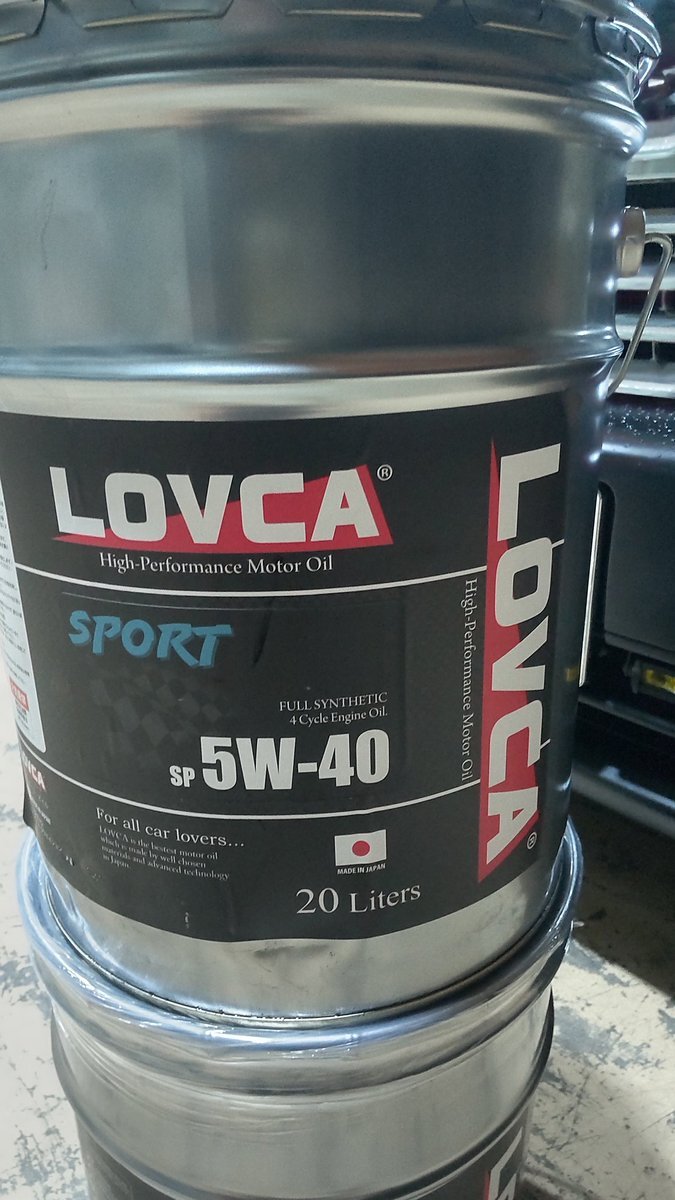 LOVCA®
High-Performance Motor Oil
SPORT
FULL SYNTHETIC
4 Cycle Engine Oil.
SP 5W-40
For all car lovers...
LOVCA is the bestest motor oil
which is made by well chosen
materials and advanced technology
in Japan.
MADE IN JAPAN
20 Liters
LOVCA®
High-Performance Motor Oil